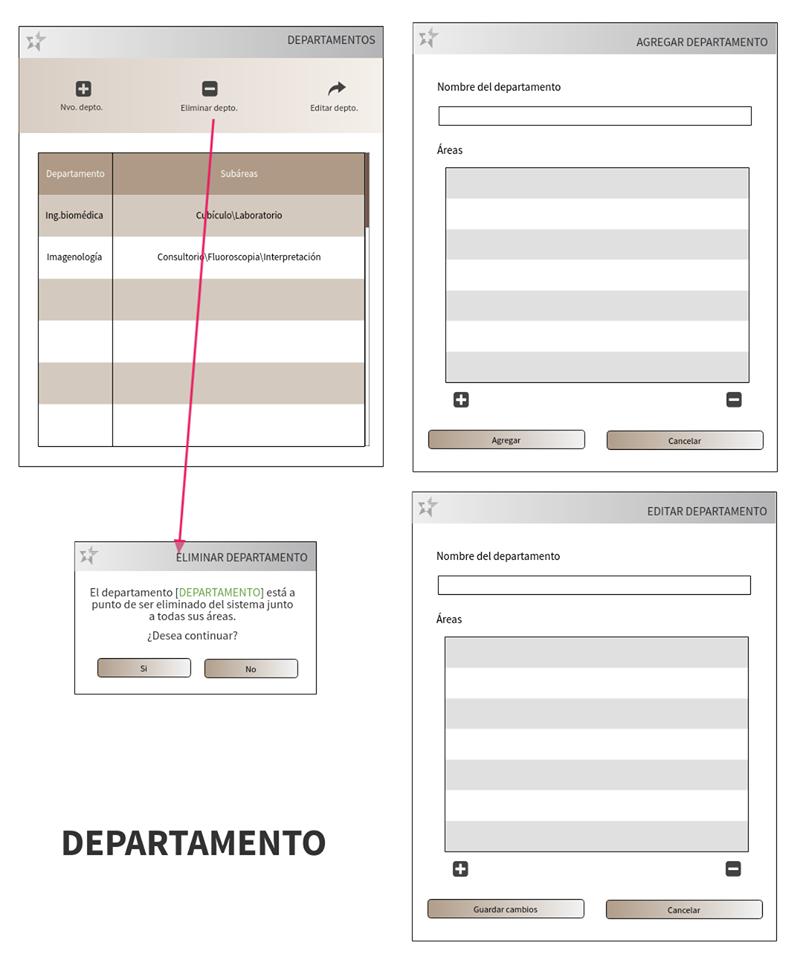 DEPARTAMENTOS
Nvo. depto.
Eliminar depto.
Editar depto.
Departamento
Subáreas
Ing.biomédica
Cubículo\Laboratorio
Imagenología
Consultorio\Fluoroscopia\Interpretación
AGREGAR DEPARTAMENTO
Nombre del departamento
Áreas
Agregar
Cancelar
ELIMINAR DEPARTAMENTO
El departamento [DEPARTAMENTO] está a
punto de ser eliminado del sistema junto
a todas sus áreas.
¿Desea continuar?
Si
No
EDITAR DEPARTAMENTO
Nombre del departamento
Áreas
Guardar cambios
Cancelar
DEPARTAMENTO